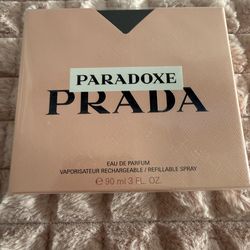 PARADOXE
PRADA
EAU DE PARFUM
VAPORISATEUR RECHARGEABLE / REFILLABLE SPRAY
℮ 90 ml 3 FL. OZ.